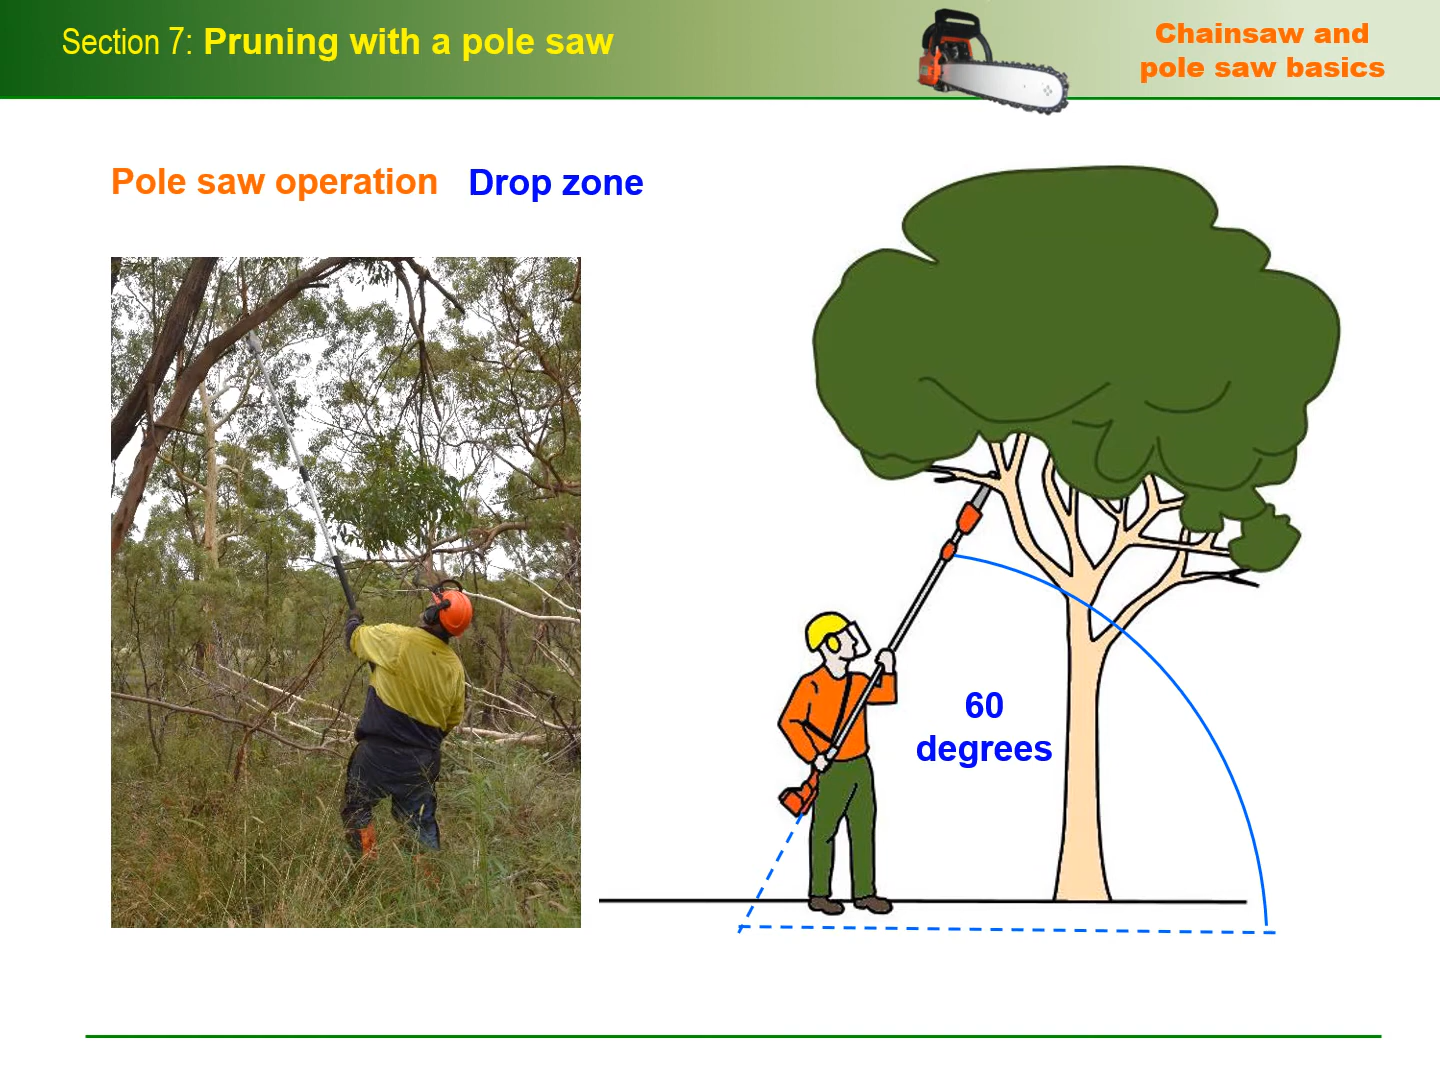 Section 7: Pruning with a pole saw
Chainsaw and
pole saw basics
Pole saw operation Drop zone
60
degrees